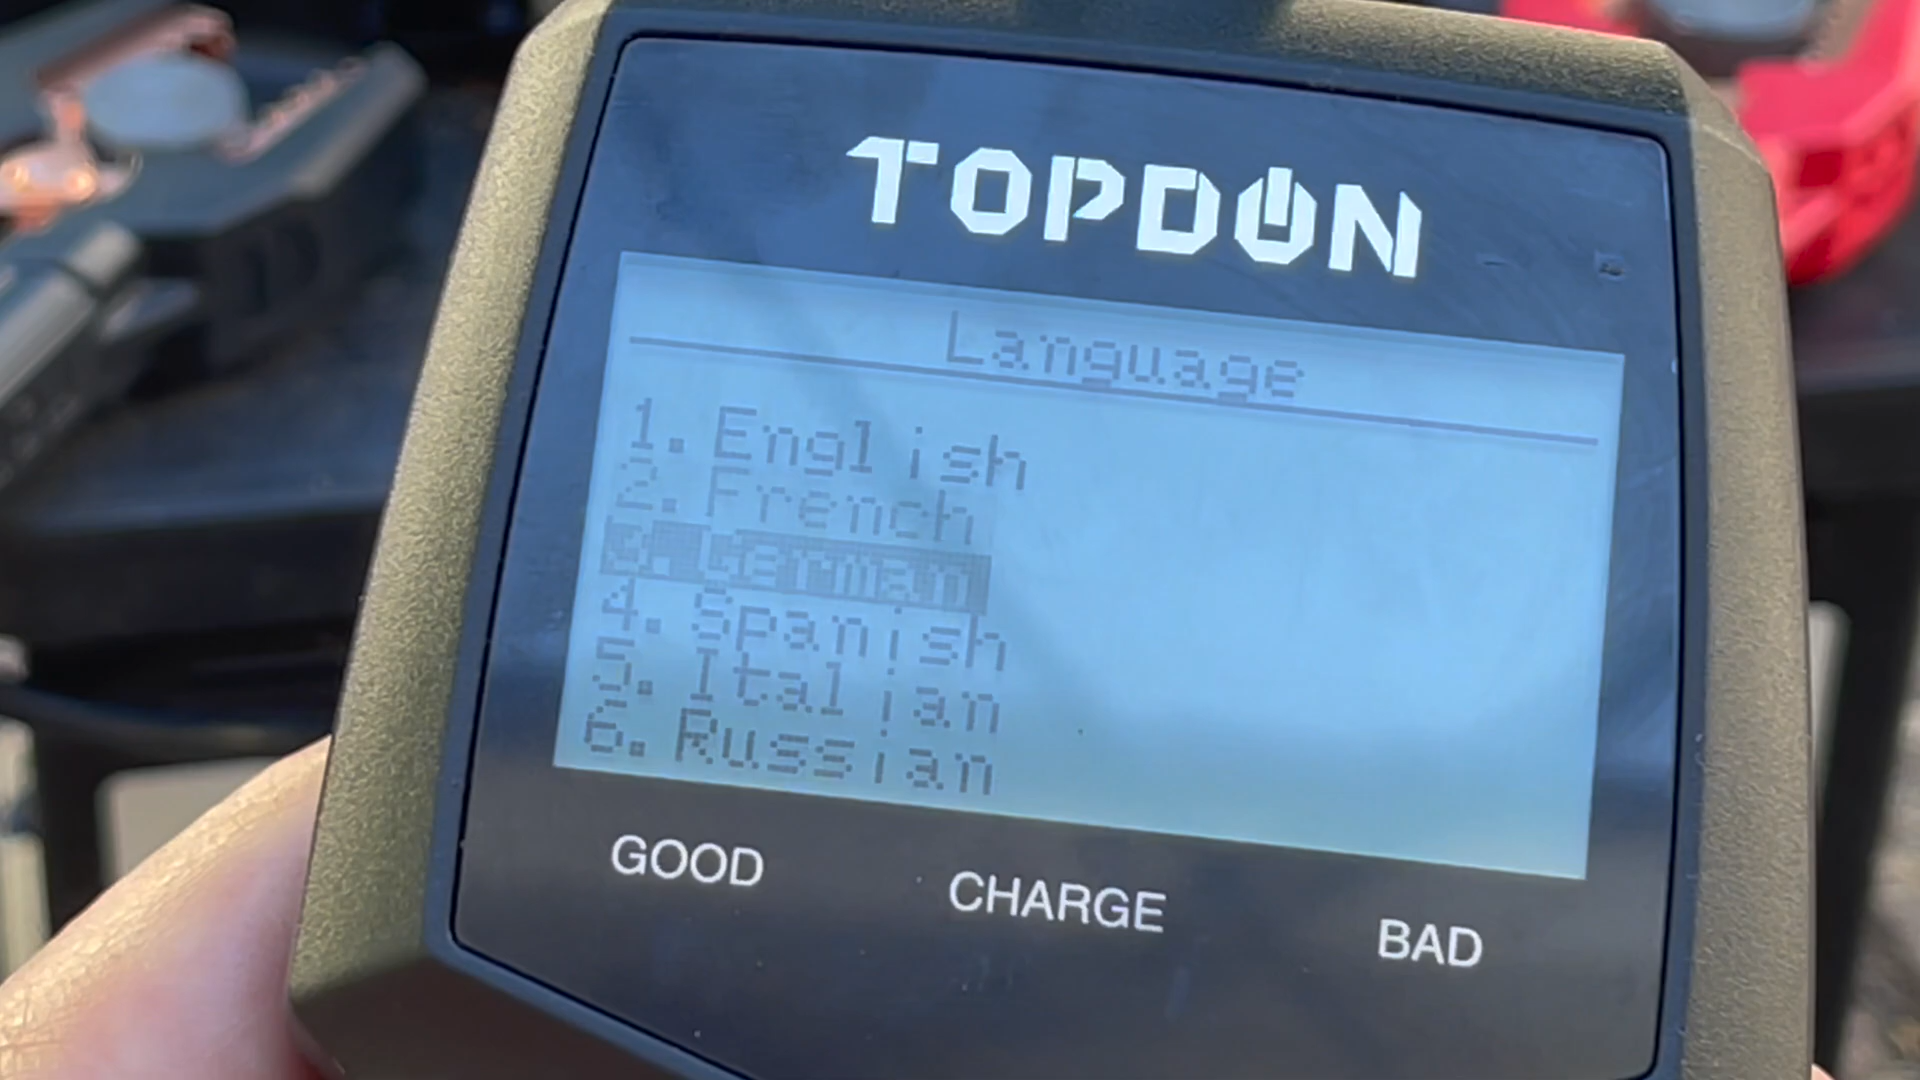 TOPDON
Language
1. English
2. French
3. German
4. Spanish
5. Italian
6. Russian
GOOD
CHARGE
BAD